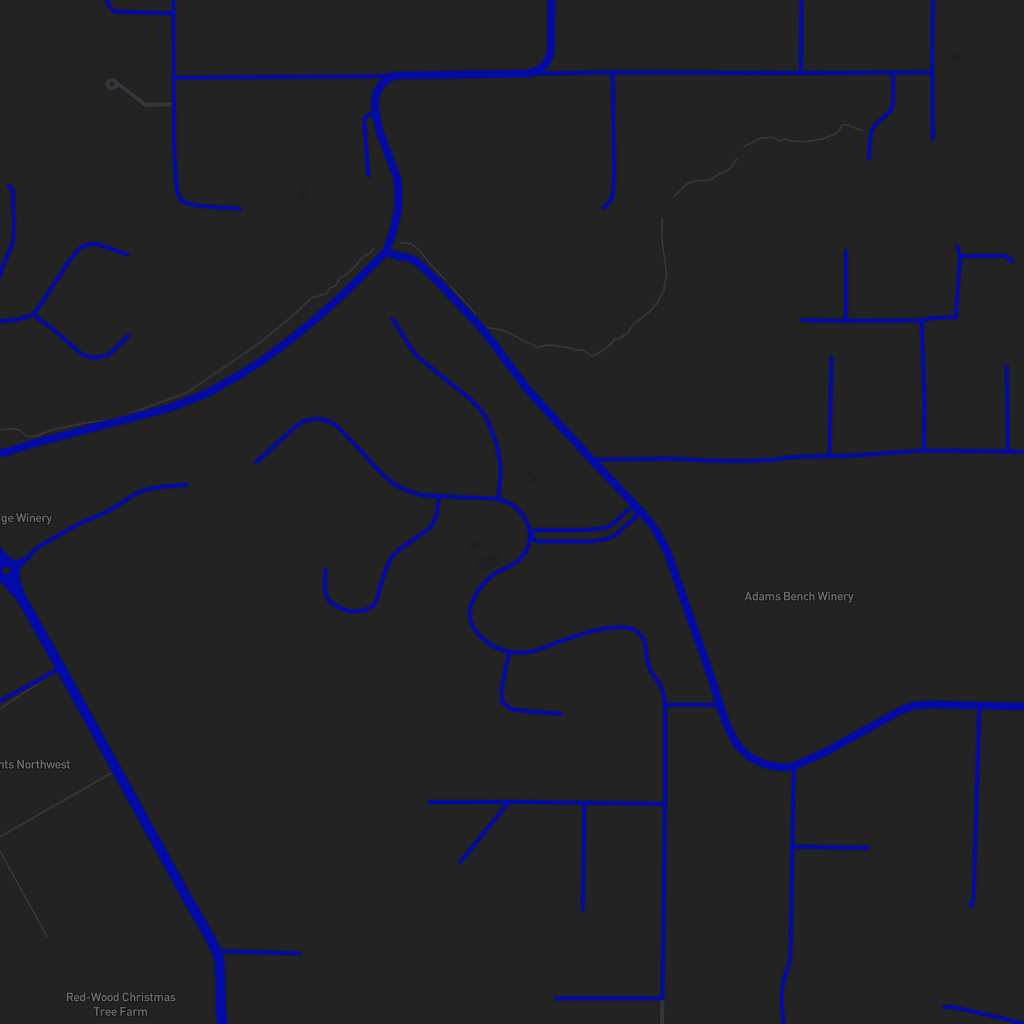 ge Winery
Adams Bench Winery
nts Northwest
Red-Wood Christmas
Tree Farm